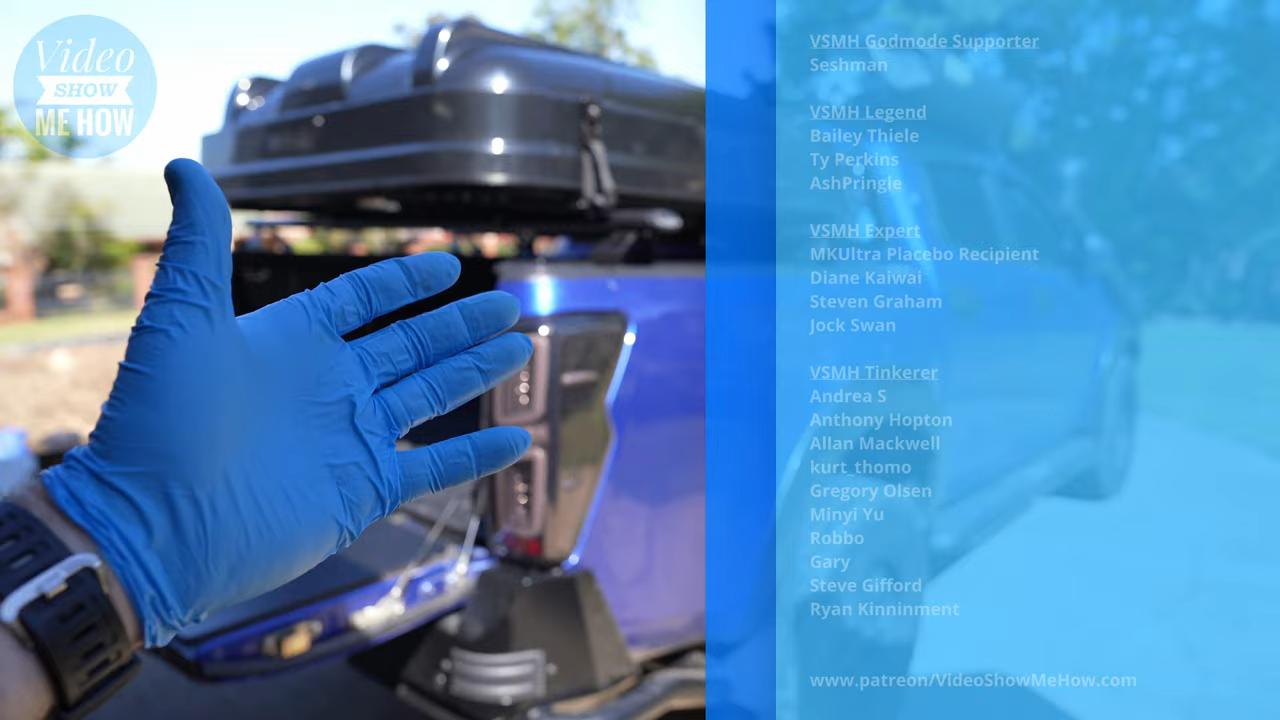 Video
SHOW
ME HOW
VSMH Godmode Supporter
Seshman
VSMH Legend
Bailey Thiele
Ty Perkins
AshPringle
VSMH Expert
MKUltra Placebo Recipient
Diane Kaiwai
Steven Graham
Jock Swan
VSMH Tinkerer
Andrea S
Anthony Hopton
Allan Mackwell
kurt_thomo
Gregory Olsen
Minyi Yu
Robbo
Gary
Steve Gifford
Ryan Kinninment
www.patreon/VideoShowMeHow.com